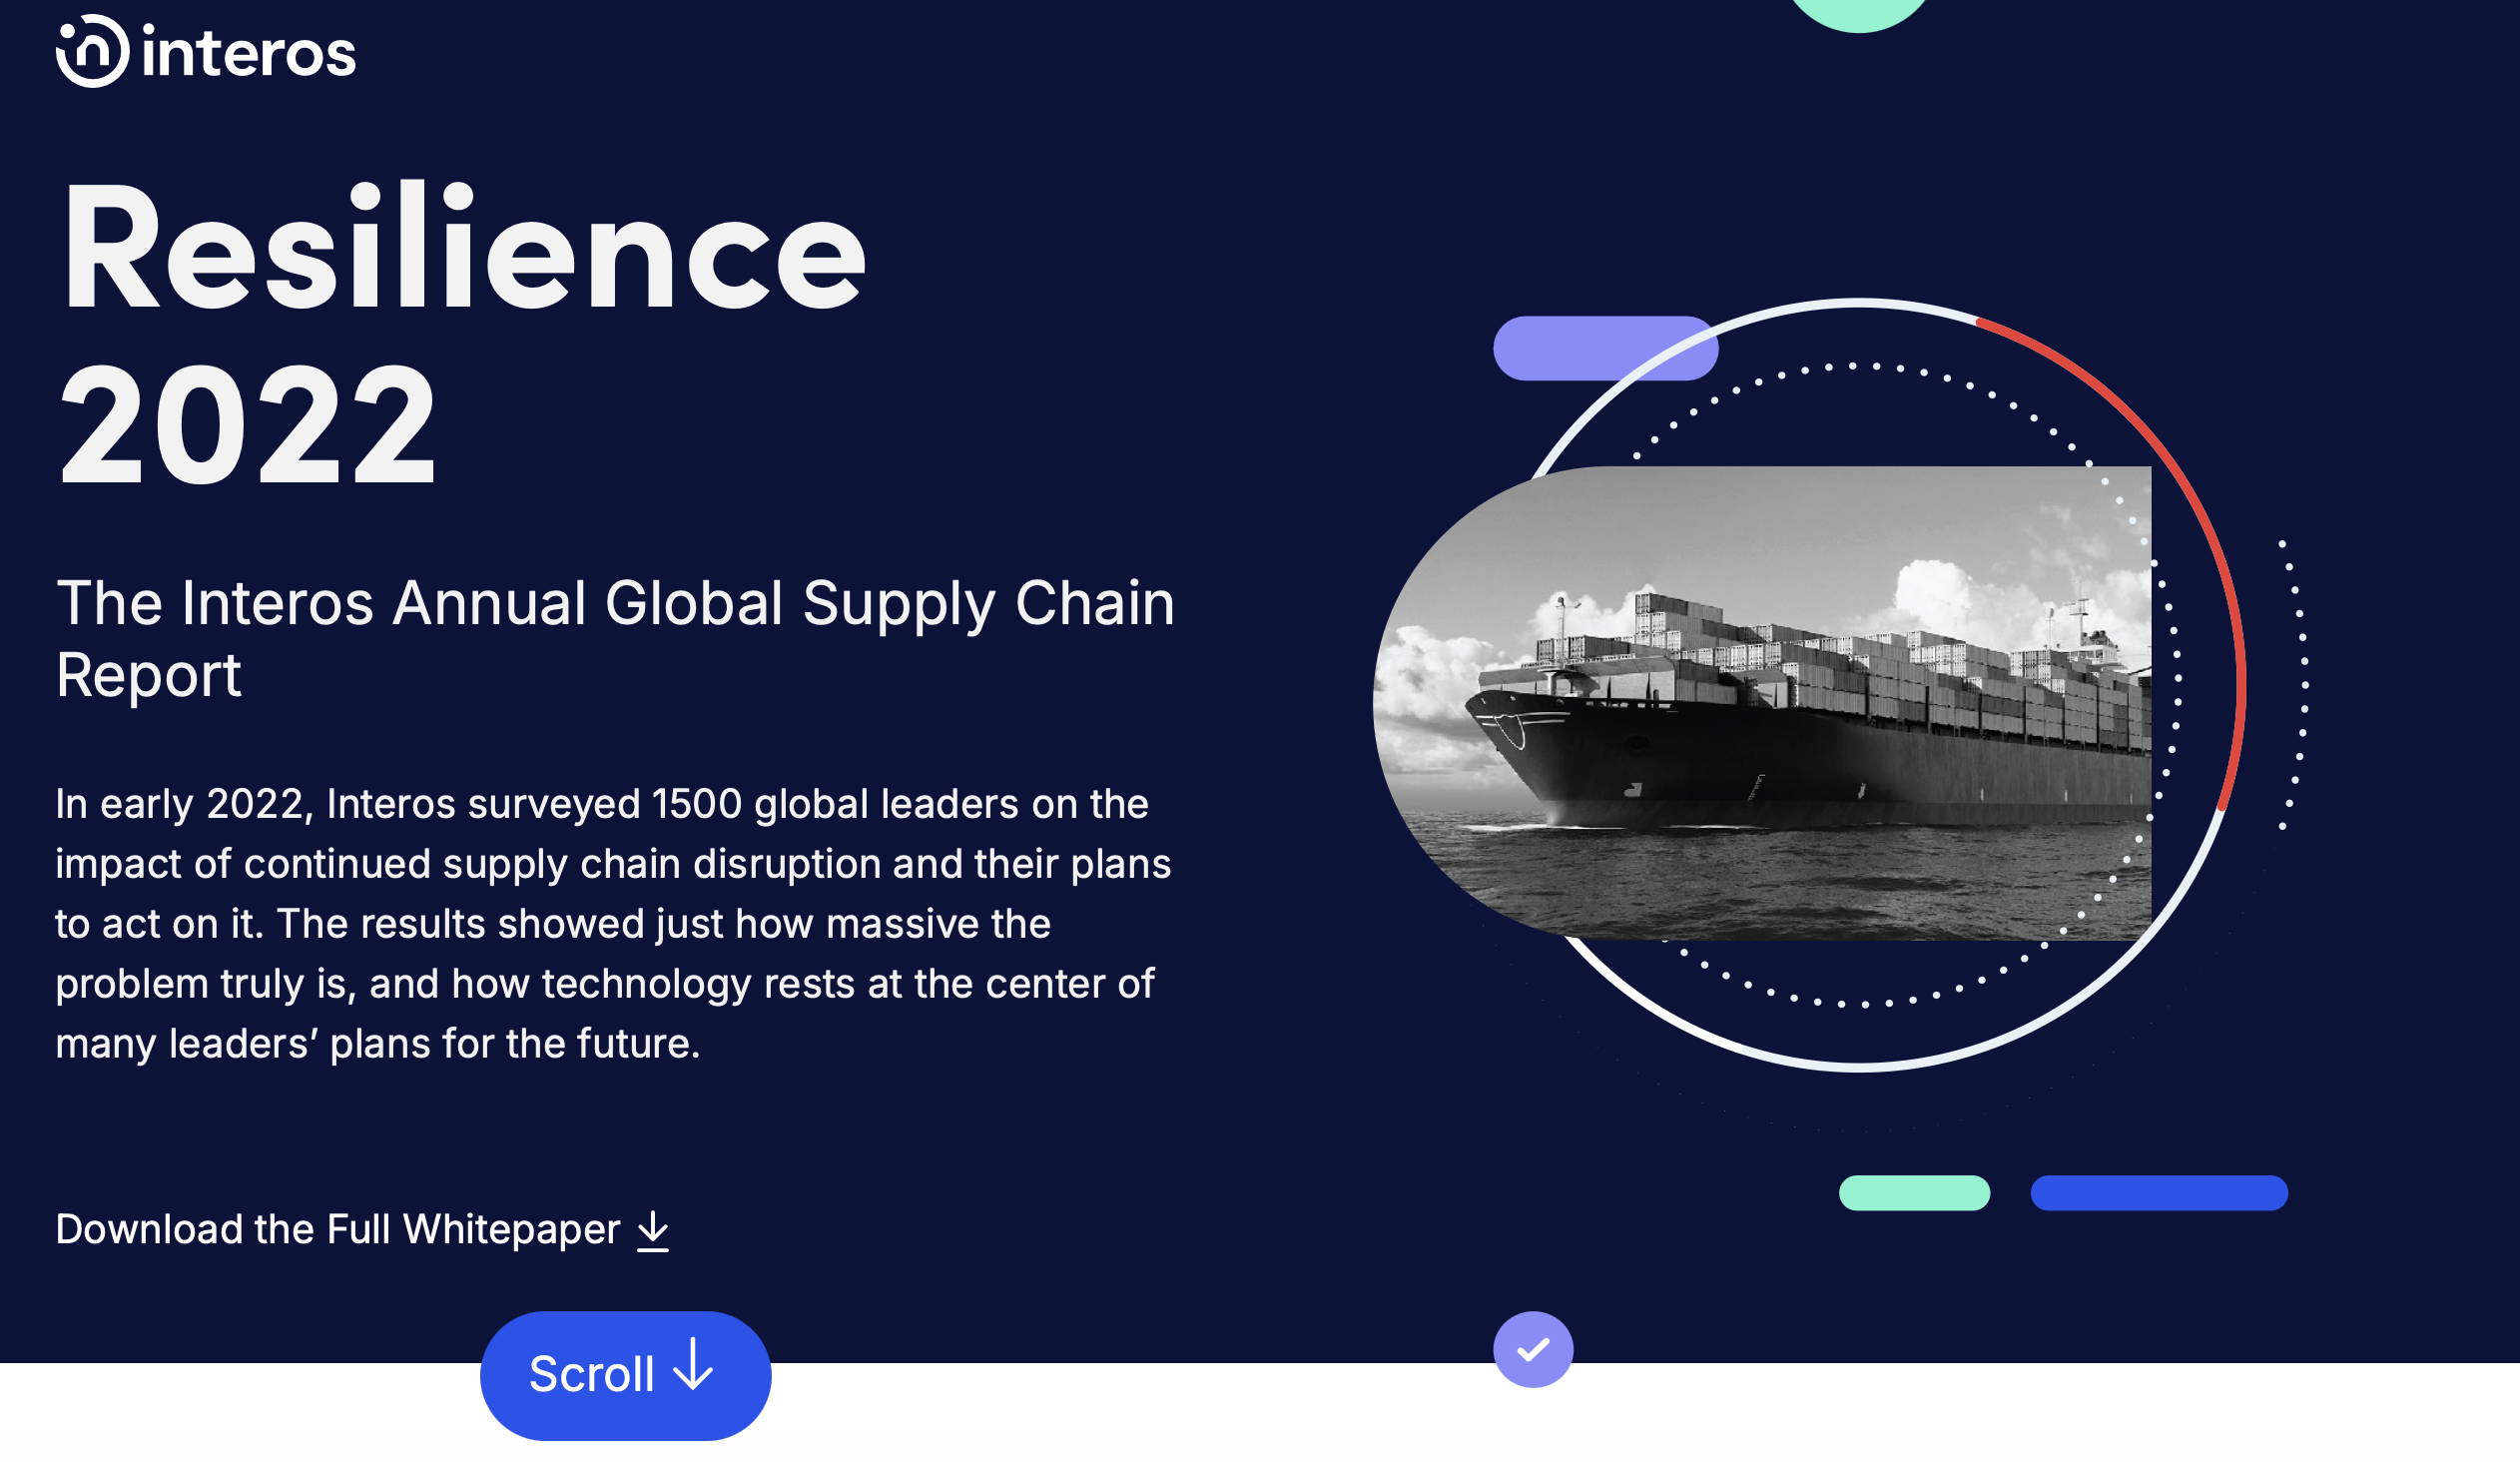 interos
Resilience
2022
The Interos Annual Global Supply Chain
Report
In early 2022, Interos surveyed 1500 global leaders on the
impact of continued supply chain disruption and their plans
to act on it. The results showed just how massive the
problem truly is, and how technology rests at the center of
many leaders’ plans for the future.
Download the Full Whitepaper
Scroll